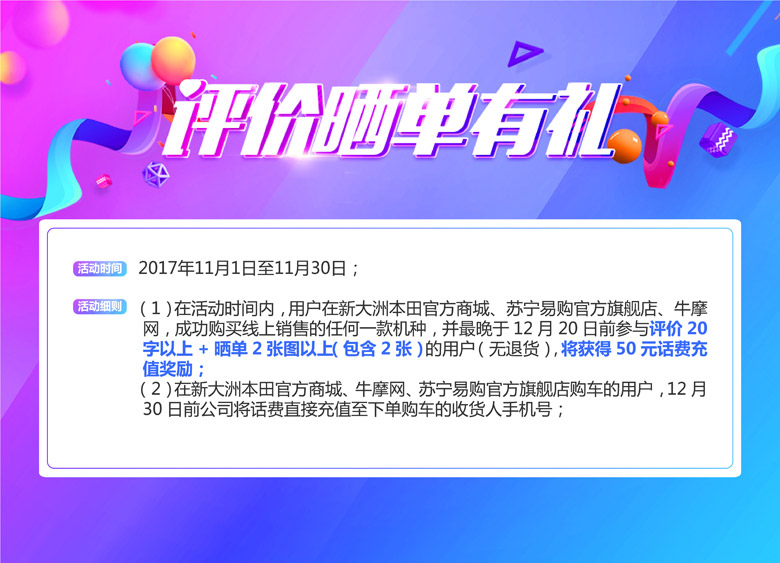 评价晒单有礼
活动时间 2017年11月1日至11月30日；
活动细则 （1）在活动时间内，用户在新大洲本田官方商城、苏宁易购官方旗舰店、牛摩
网，成功购买线上销售的任何一款机种，并最晚于12月20日前参与评价20
字以上+晒单2张图以上（包含2张）的用户（无退货），将获得50元话费充
值奖励；
（2）在新大洲本田官方商城、牛摩网、苏宁易购官方旗舰店购车的用户，12月
30日前公司将话费直接充值至下单购车的收货人手机号；